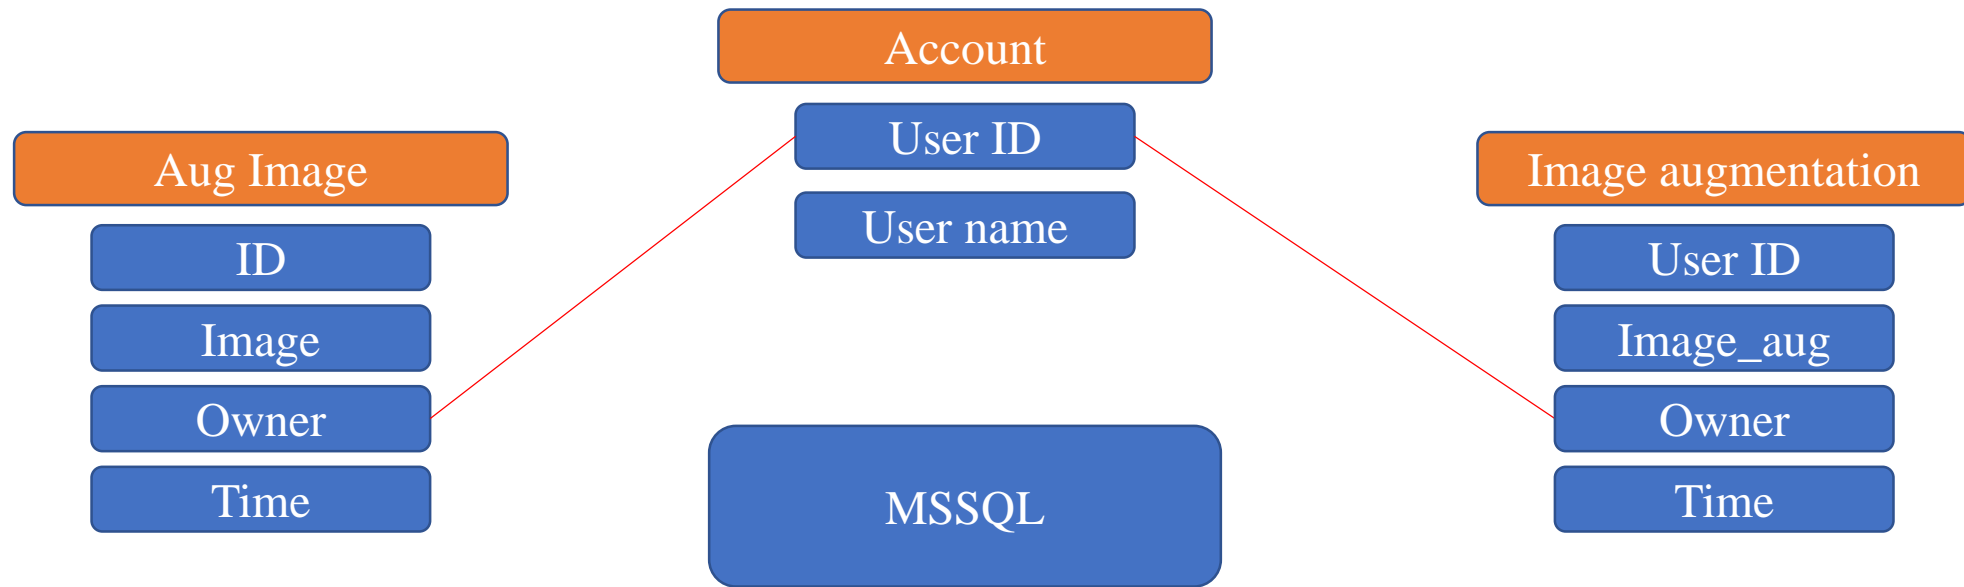 Account
User ID
User name
Aug Image
ID
Image
Owner
Time
MSSQL
Image augmentation
User ID
Image_aug
Owner
Time